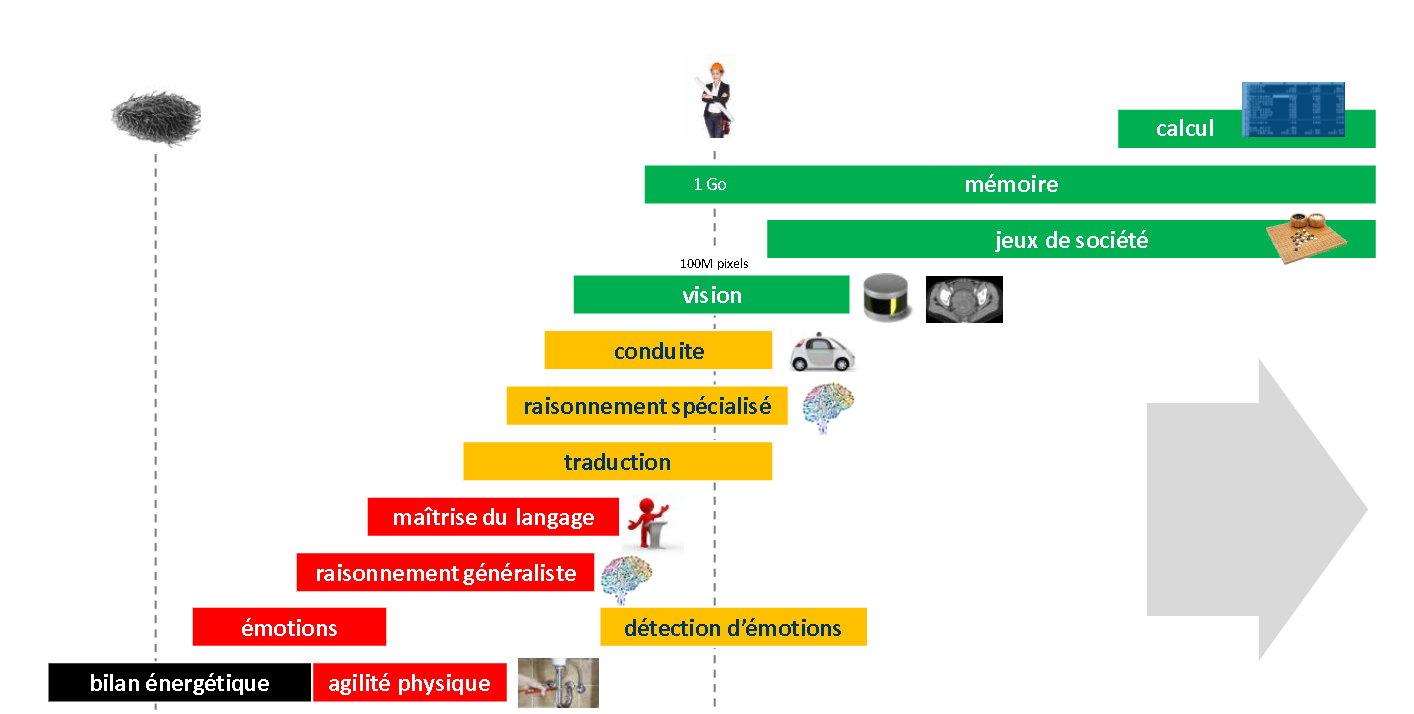 calcul
1 Go
mémoire
jeux de société
100M pixels
vision
conduite
raisonnement spécialisé
traduction
maîtrise du langage
raisonnement généraliste
émotions
détection d'émotions
bilan énergétique
agilité physique